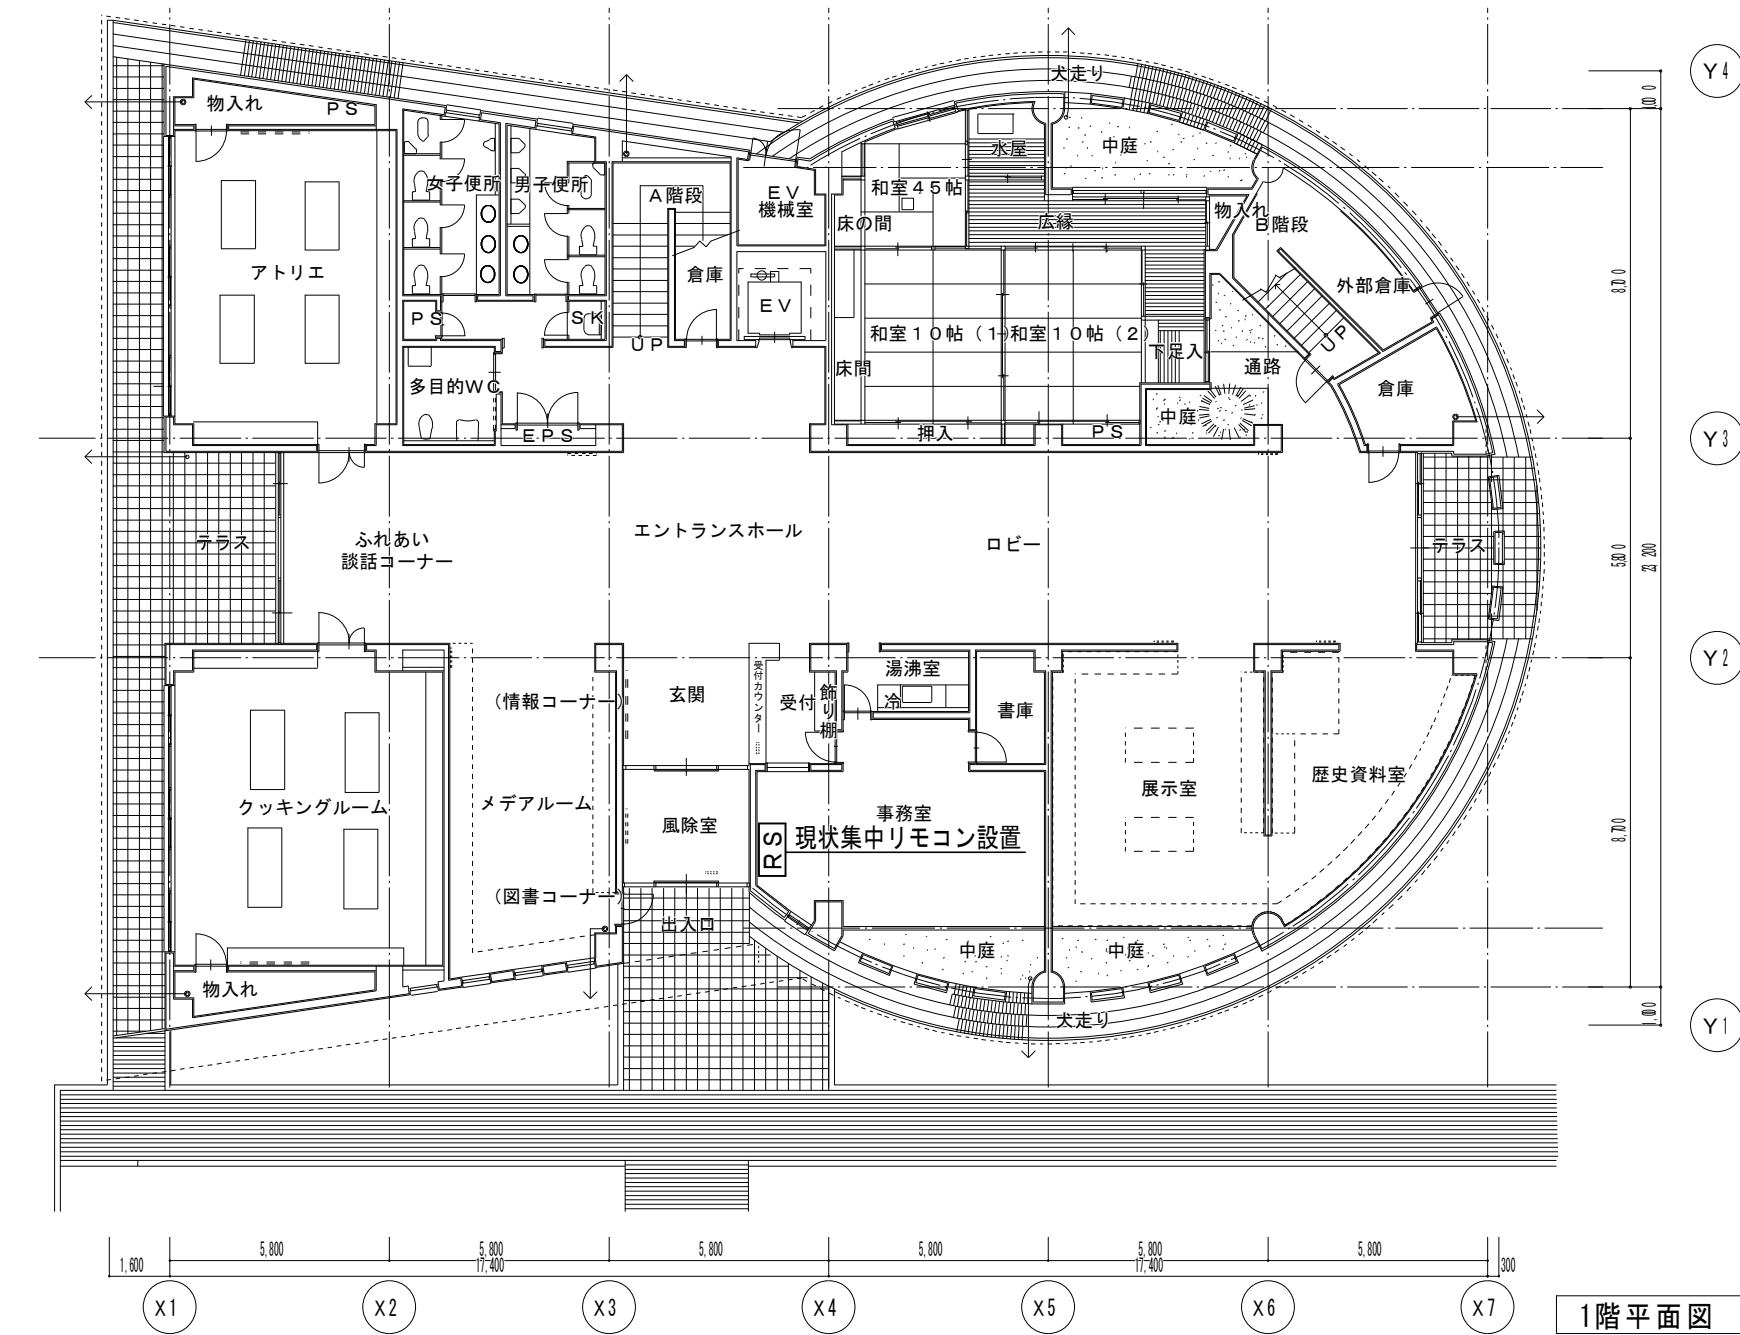 Y4
犬走り
物入れ
PS
中庭
水屋
女子便所
男子便所
A階段
EV
機械室
和室45帖
床の間
広縁
物入れ
B階段
アトリエ
倉庫
外部倉庫
EV
PS
SK
UP
和室10帖(1)
和室10帖(2)
下足入
UP
通路
床間
多目的WC
倉庫
中庭
EPS
押入
PS
Y3
テラス
ふれあい
談話コーナー
エントランスホール
ロビー
テラス
5,800
23,200
8,700
Y2
湯沸室
(情報コーナー)
玄関
受付カウンター
受付
飾り棚
冷
書庫
クッキングルーム
メデアルーム
風除室
事務室
RS
現状集中リモコン設置
展示室
歴史資料室
8,700
(図書コーナー)
出入口
中庭
中庭
物入れ
犬走り
Y1
1,600
5,800
5,800
17,400
5,800
5,800
5,800
17,400
5,800
300
X1
X2
X3
X4
X5
X6
X7
1階平面図